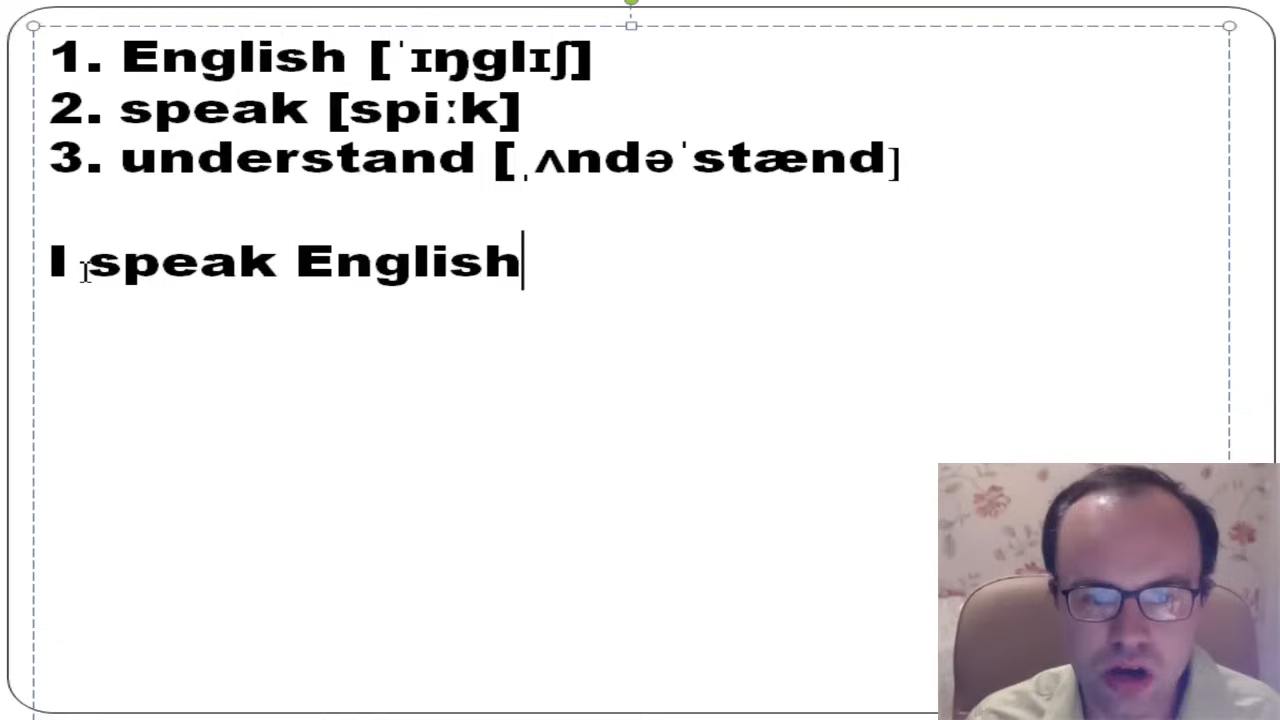 1. English [ˈɪŋglɪʃ]
2. speak [spiːk]
3. understand [ˌʌndəˈstænd]
I speak English